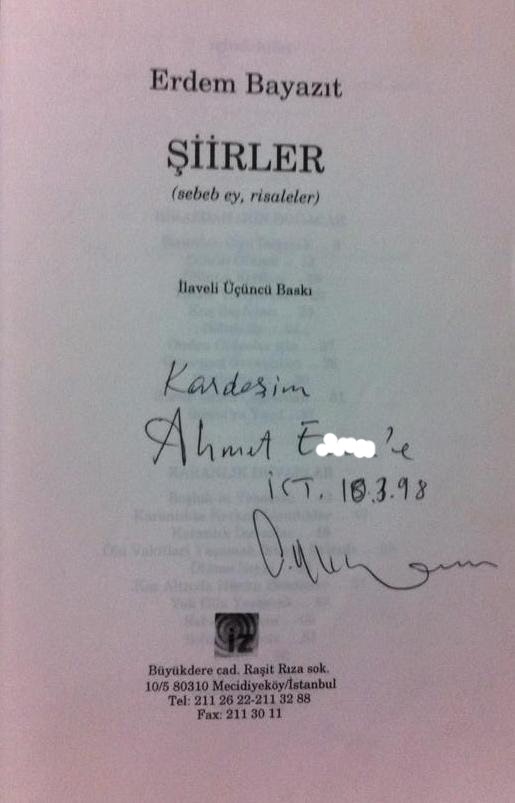 Erdem Bayazıt
ŞİİRLER
(sebeb ey, risaleler)
İlaveli Üçüncü Baskı
Kardeşim
Ahmet 'e
İST. 18.3.98
iz
Büyükdere cad. Raşit Rıza sok.
10/5 80310 Mecidiyeköy/İstanbul
Tel: 211 26 22-211 32 88
Fax: 211 30 11